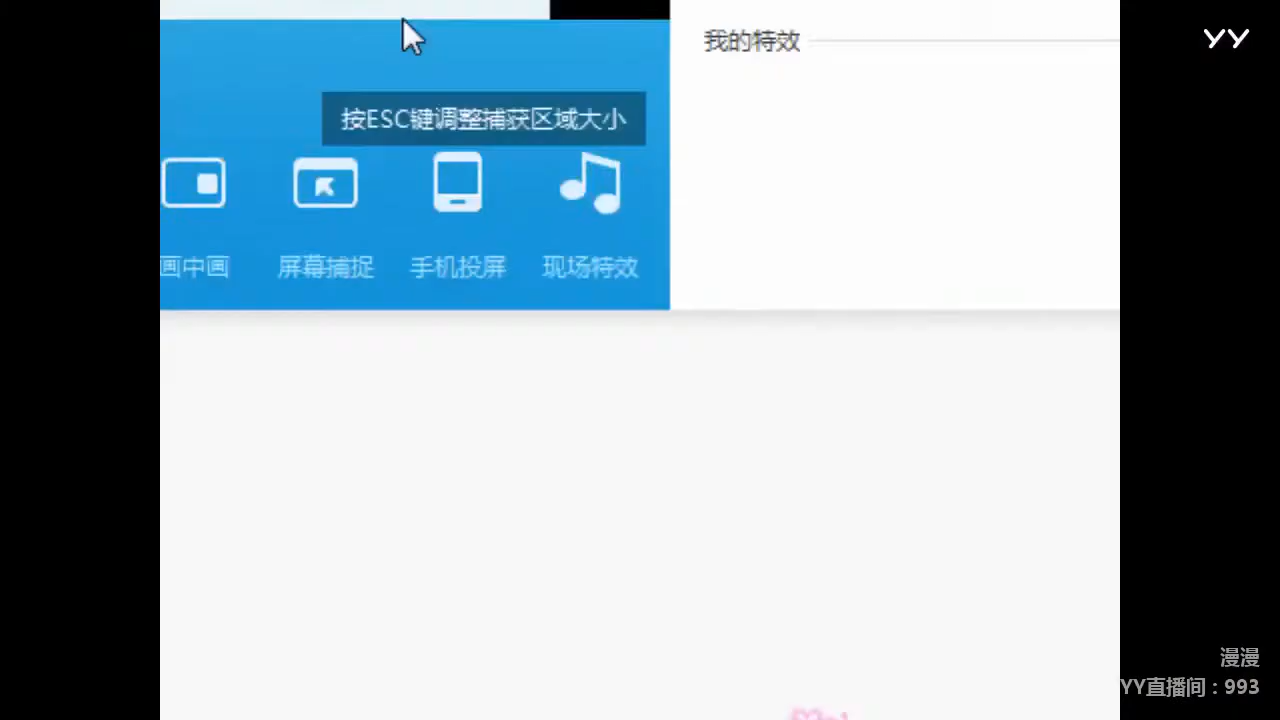 我的特效
YY
按ESC键调整捕获区域大小
画中画
屏幕捕捉
手机投屏
现场特效
漫漫
YY直播间：993